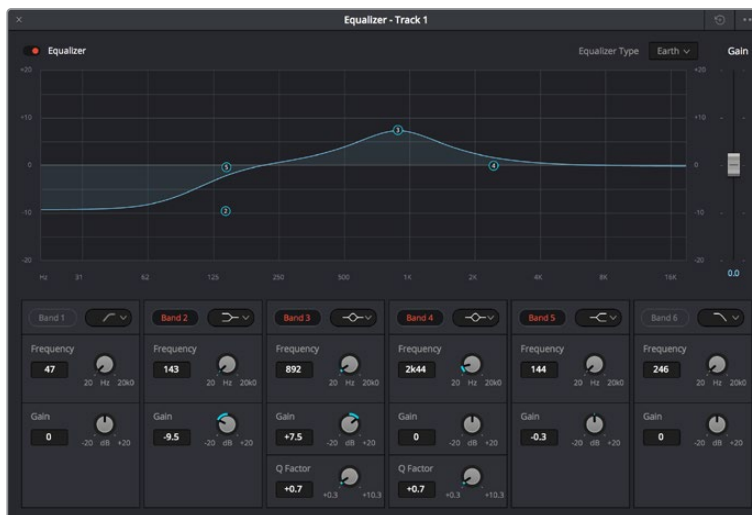 × Equalizer - Track 1
Equalizer Equalizer Type Earth Gain
+20 +20
+10 +10
0 0
-10 -10
-20 -20
Hz 31 62 125 250 500 1K 2K 4K 8K 16K
5 3 4 2
0.0
Band 1 Band 2 Band 3 Band 4 Band 5 Band 6
Frequency Frequency Frequency Frequency Frequency Frequency
47 143 892 2k44 144 246
20 Hz 20k0 20 Hz 20k0 20 Hz 20k0 20 Hz 20k0 20 Hz 20k0 20 Hz 20k0
Gain Gain Gain Gain Gain Gain
0 -9.5 +7.5 0 -0.3 0
-20 dB +20 -20 dB +20 -20 dB +20 -20 dB +20 -20 dB +20 -20 dB +20
Q Factor Q Factor
+0.7 +0.7
+0.3 +10.3 +0.3 +10.3